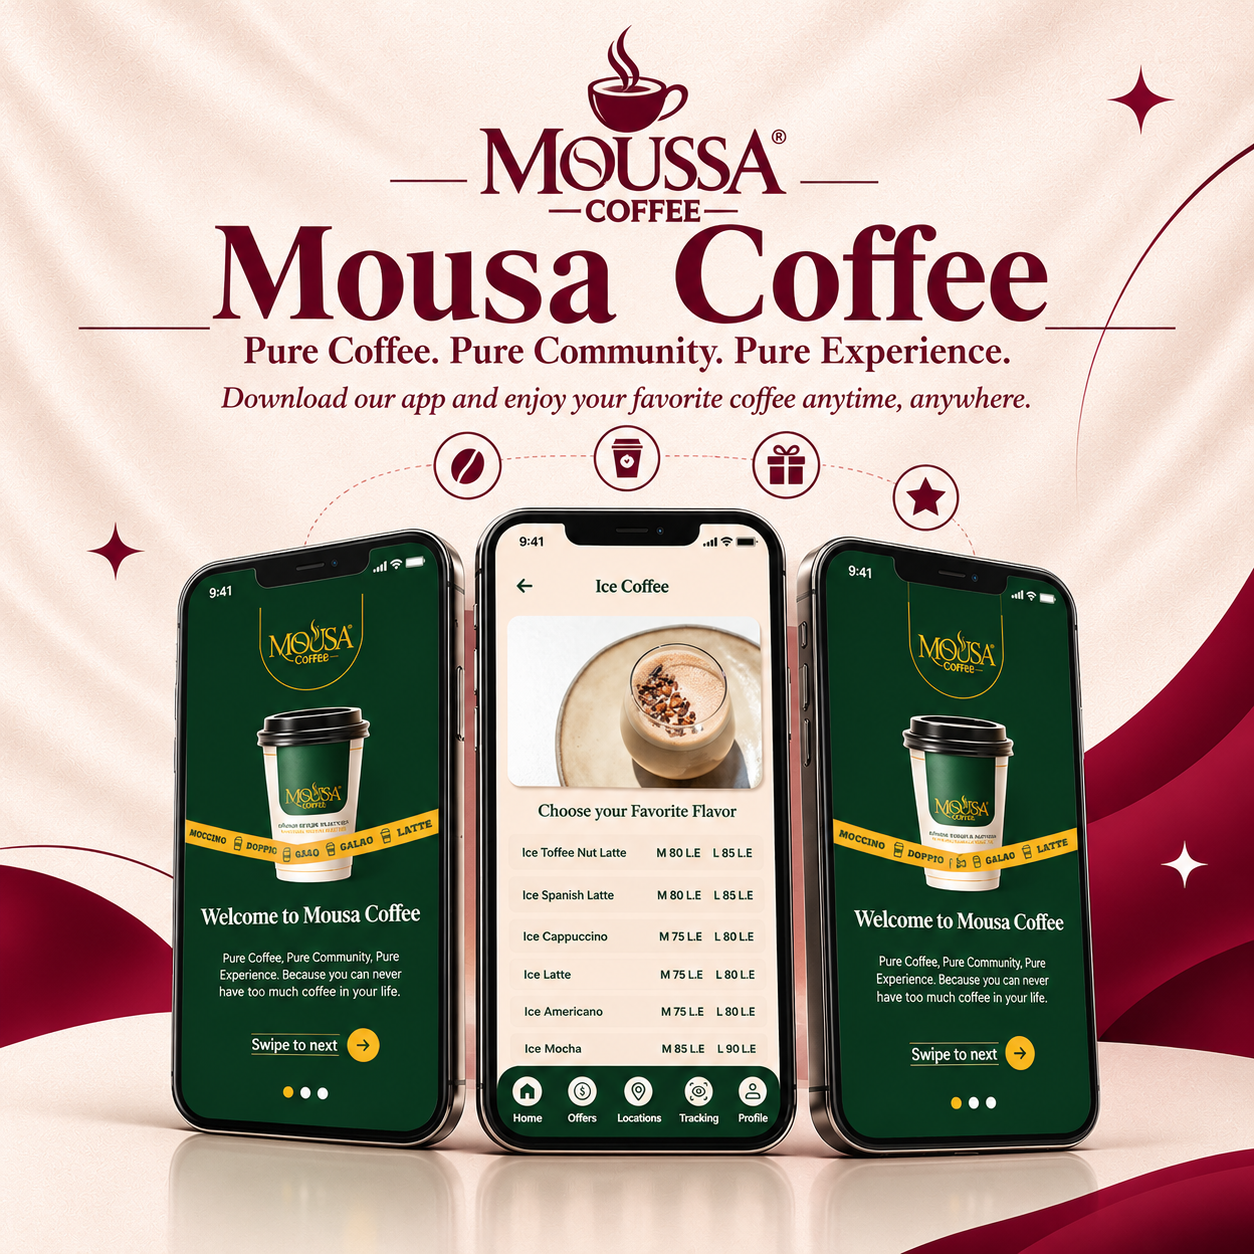 MOUSSA®
COFFEE
Mousa Coffee
Pure Coffee. Pure Community. Pure Experience.
Download our app and enjoy your favorite coffee anytime, anywhere.
9:41
MOUSA
COFFEE
MOUSA
COFFEE
MOCCINO DOPPIO GALAO LATTE
Welcome to Mousa Coffee
Pure Coffee, Pure Community, Pure
Experience. Because you can never
have too much coffee in your life.
Swipe to next
9:41
Ice Coffee
Choose your Favorite Flavor
Ice Toffee Nut Latte M 80 L.E L 85 L.E
Ice Spanish Latte M 80 L.E L 85 L.E
Ice Cappuccino M 75 L.E L 80 L.E
Ice Latte M 75 L.E L 80 L.E
Ice Americano M 75 L.E L 80 L.E
Ice Mocha M 85 L.E L 90 L.E
Home Offers Locations Tracking Profile
9:41
MOUSA
COFFEE
MOUSA
COFFEE
MOCCINO DOPPIO GALAO LATTE
Welcome to Mousa Coffee
Pure Coffee, Pure Community, Pure
Experience. Because you can never
have too much coffee in your life.
Swipe to next